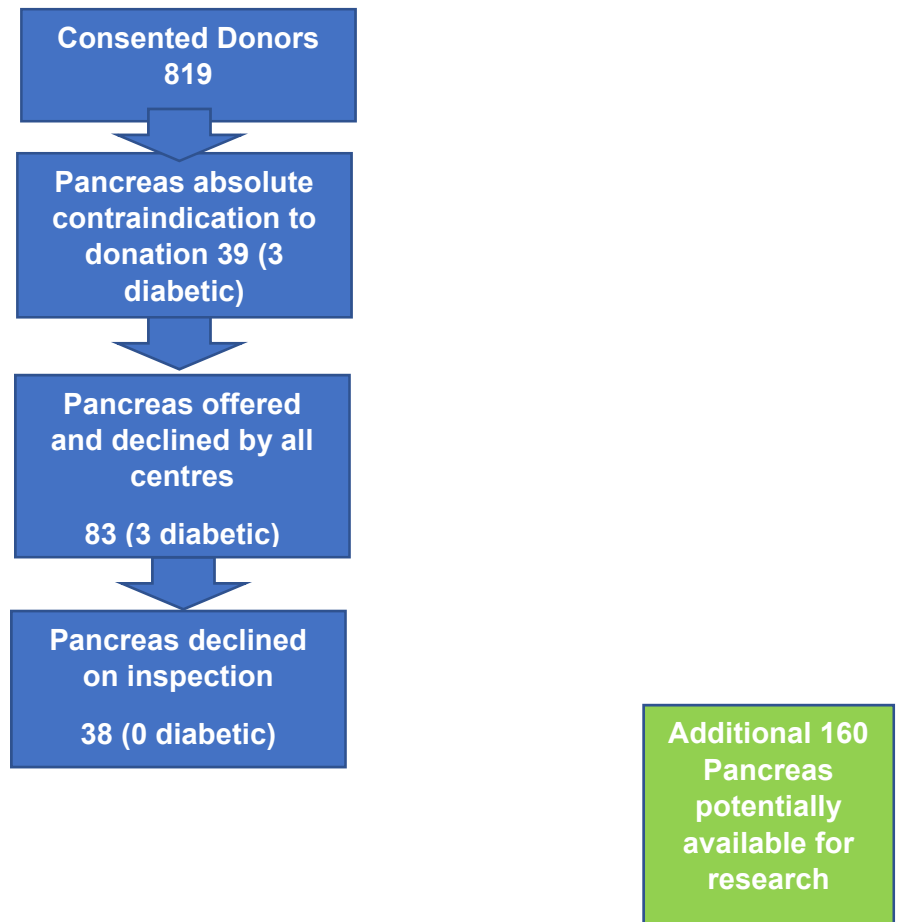 Consented Donors
819
Pancreas absolute
contraindication to
donation 39 (3
diabetic)
Pancreas offered
and declined by all
centres
83 (3 diabetic)
Pancreas declined
on inspection
38 (0 diabetic)
Additional 160
Pancreas
potentially
available for
research